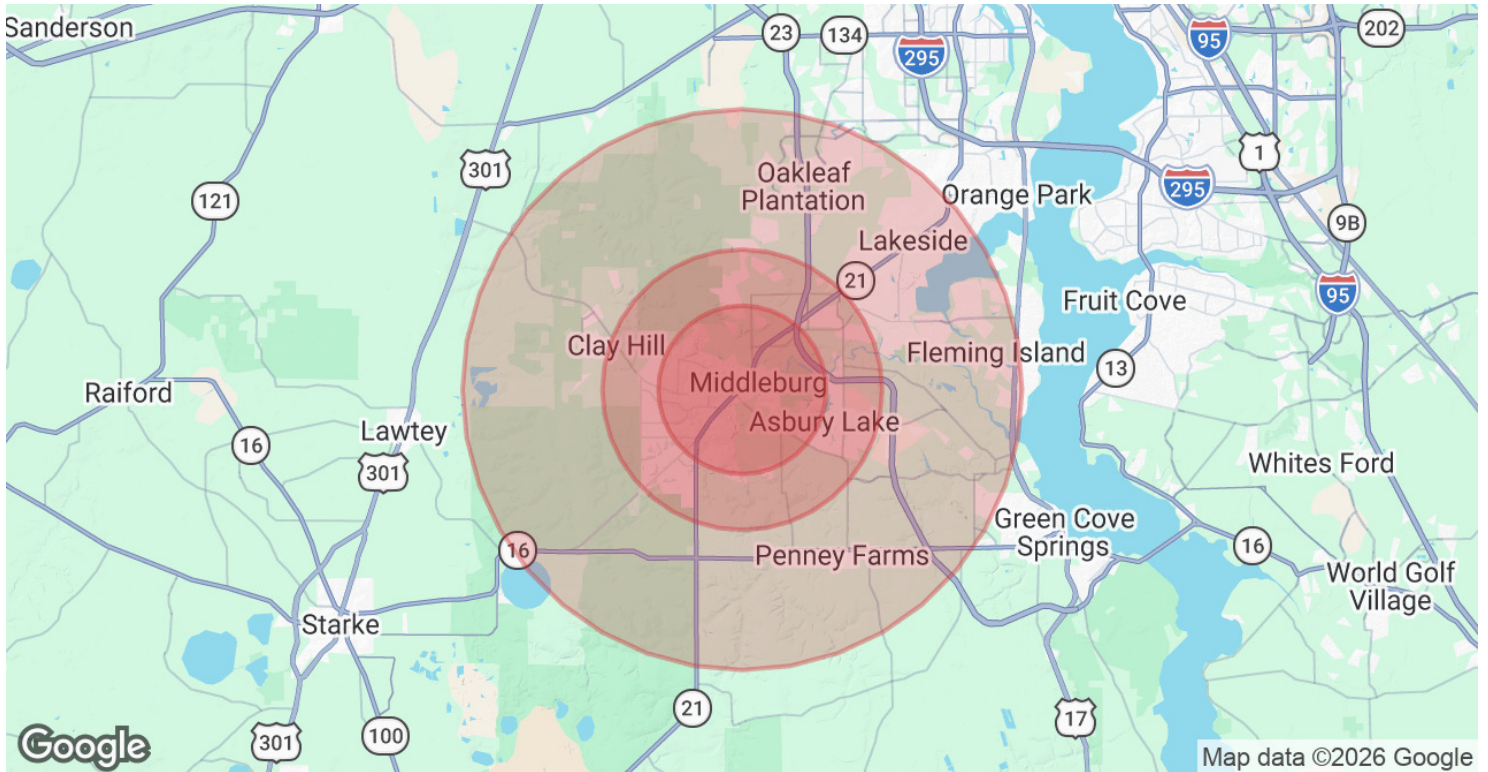 Sanderson
23
134
295
95
202
301
1
121
Oakleaf
Plantation
Orange Park
295
9B
Lakeside
21
95
Fruit Cove
Clay Hill
Fleming Island
13
Raiford
Middleburg
Asbury Lake
Lawtey
16
301
Whites Ford
Green Cove
Springs
16
16
Penney Farms
World Golf
Village
Starke
21
17
301
100
Google
Map data ©2026 Google